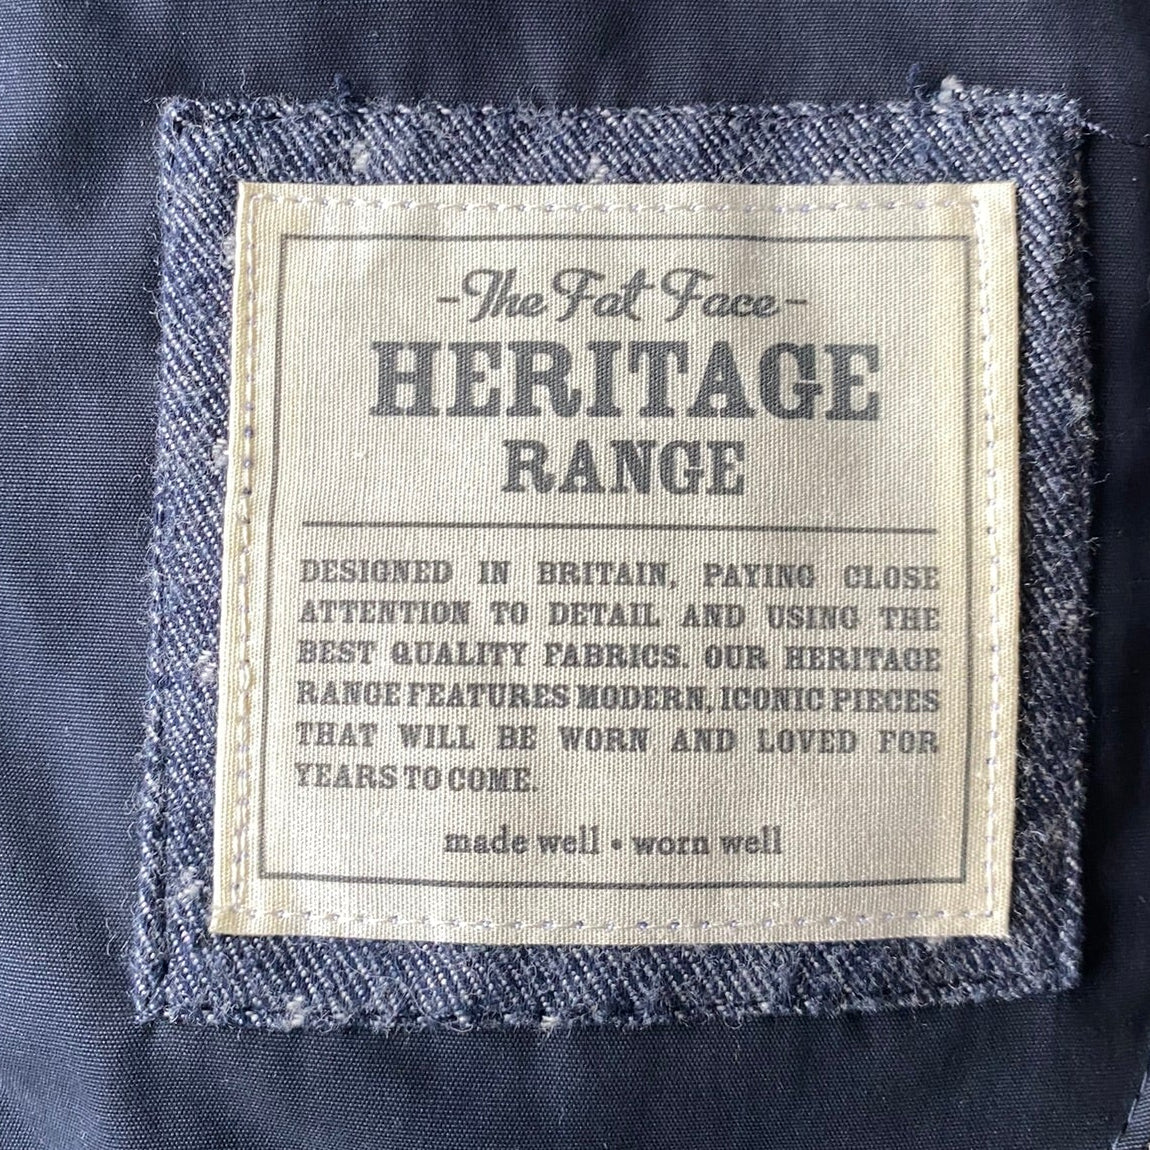 -The Fat Face-
HERITAGE
RANGE
DESIGNED IN BRITAIN, PAYING CLOSE
ATTENTION TO DETAIL AND USING THE
BEST QUALITY FABRICS. OUR HERITAGE
RANGE FEATURES MODERN, ICONIC PIECES
THAT WILL BE WORN AND LOVED FOR
YEARS TO COME.
made well • worn well